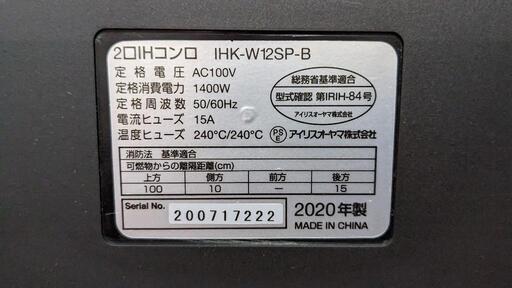 2口IHコンロ IHK-W12SP-B
定格電圧 AC100V
定格消費電力 1400W
定格周波数 50/60Hz
電流ヒューズ 15A
温度ヒューズ 240℃/240℃
総務省基準適合
型式確認 第IRIH-84号
アイリスオーヤマ株式会社
PSE アイリスオーヤマ株式会社
消防法 基準適合
可燃物からの離隔距離(cm)
上方 側方 前方 後方
100 10 ー 15
Serial No. 200717222
2020年製
MADE IN CHINA